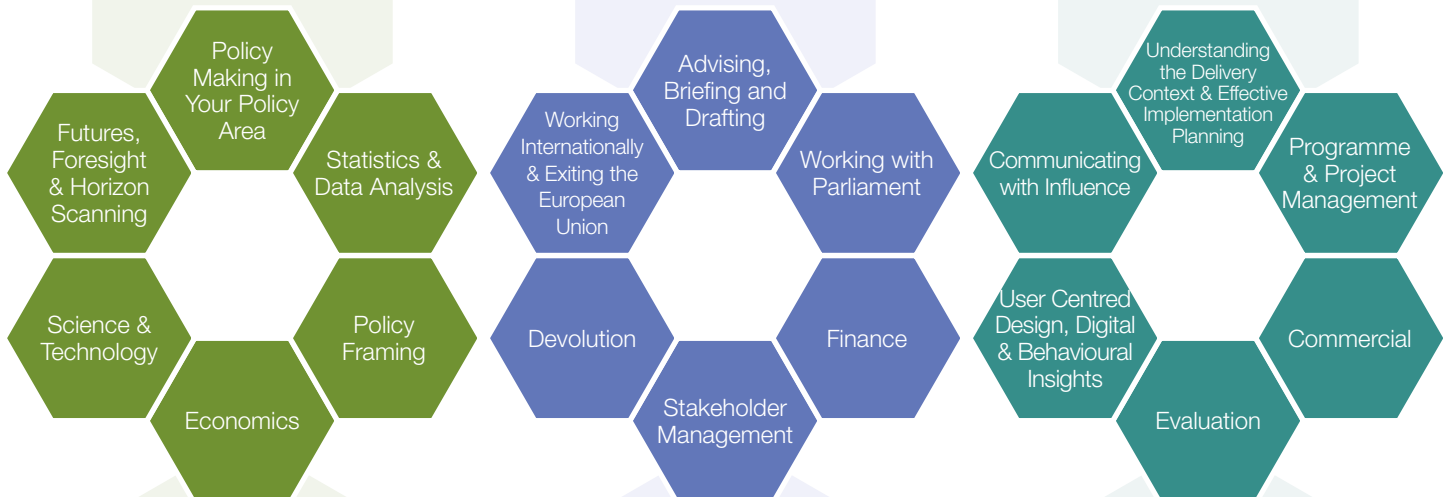 Policy
Making in
Your Policy
Area
Futures,
Foresight
& Horizon
Scanning
Statistics &
Data Analysis
Science &
Technology
Policy
Framing
Economics
Advising,
Briefing and
Drafting
Working
Internationally
& Exiting the
European
Union
Working with
Parliament
Devolution
Finance
Stakeholder
Management
Understanding
the Delivery
Context & Effective
Implementation
Planning
Communicating
with Influence
Programme
& Project
Management
User Centred
Design, Digital
& Behavioural
Insights
Commercial
Evaluation